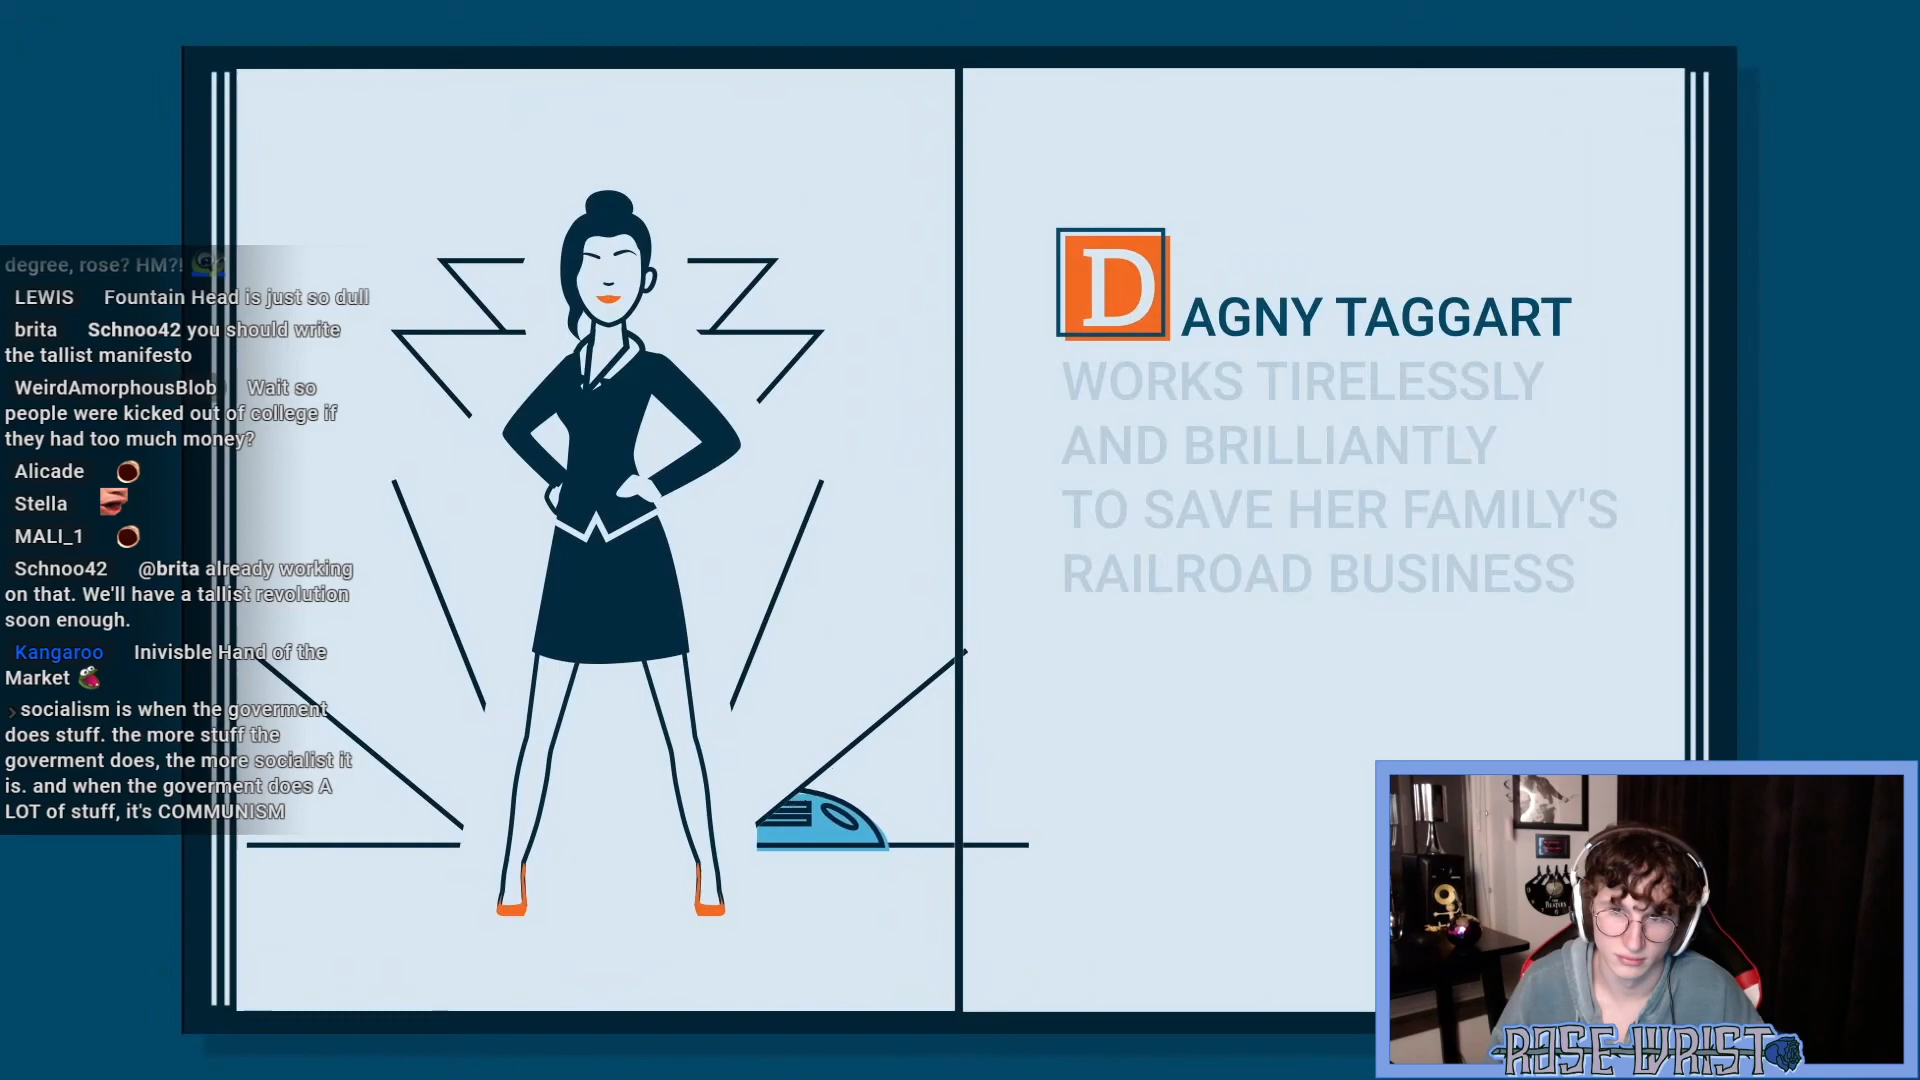 degree, rose? HM?!
LEWIS Fountain Head is just so dull
brita Schnoo42 you should write
the tallist manifesto
WeirdAmorphousBlob Wait so
people were kicked out of college if
they had too much money?
Alicade
Stella
MALI_1
Schnoo42 @brita already working
on that. We'll have a tallist revolution
soon enough.
Kangaroo Inivisble Hand of the
Market
socialism is when the goverment
does stuff. the more stuff the
goverment does, the more socialist it
is. and when the goverment does A
LOT of stuff, it's COMMUNISM
DAGNY TAGGART
WORKS TIRELESSLY
AND BRILLIANTLY
TO SAVE HER FAMILY'S
RAILROAD BUSINESS
ROSE WRIST